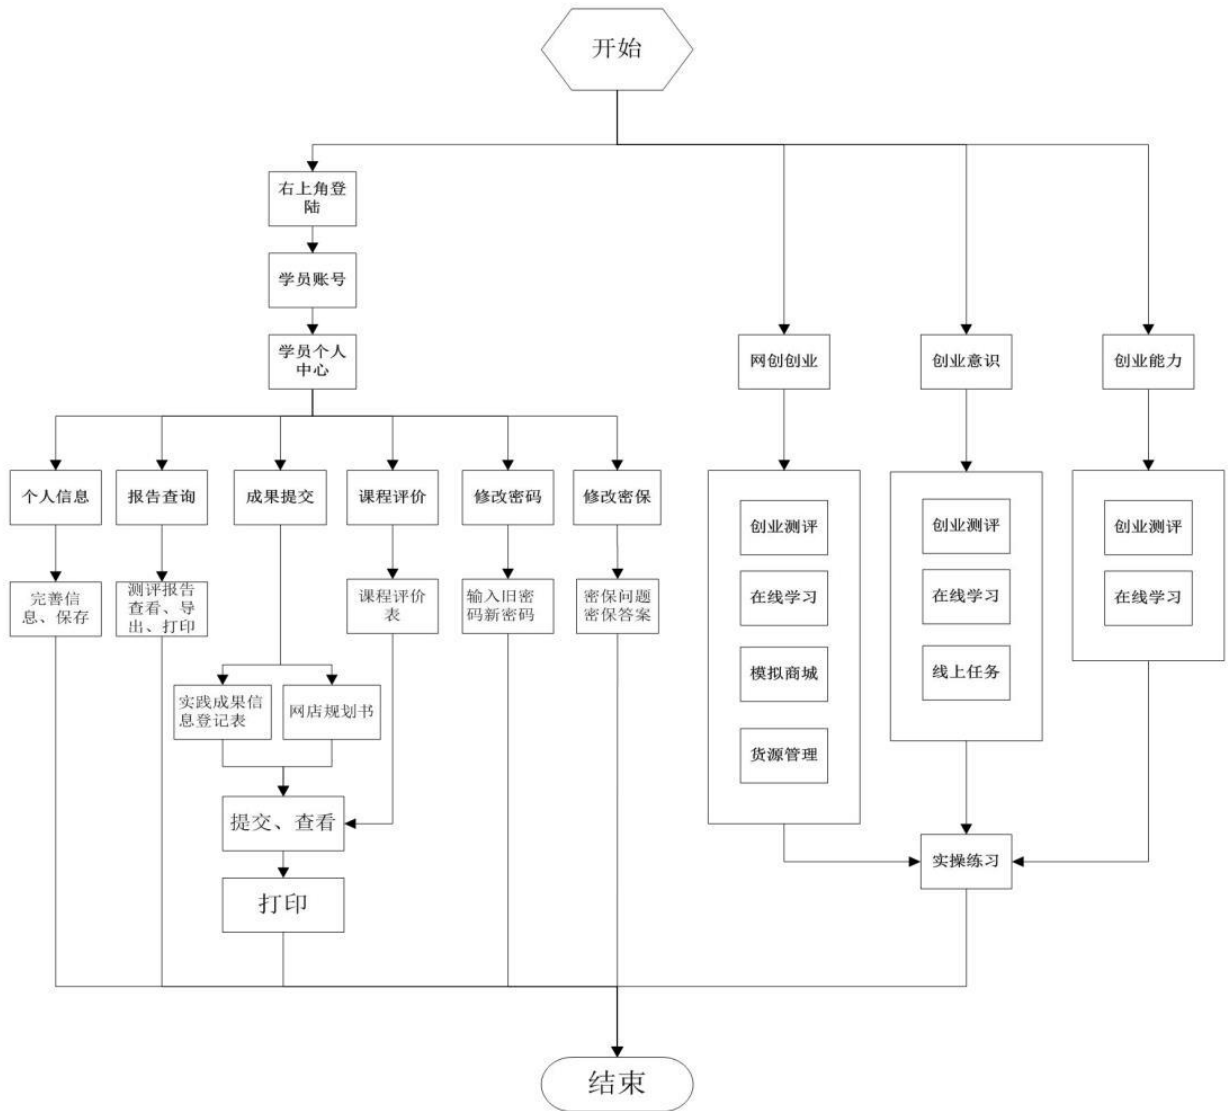 开始
右上角登
陆
学员账号
学员个人
中心
网创创业
创业意识
创业能力
个人信息
报告查询
成果提交
课程评价
修改密码
修改密保
完善信
息、保存
测评报告
查看、导
出、打印
课程评价
表
输入旧密
码新密码
密保问题
密保答案
实践成果信
息登记表
网店规划书
提交、查看
打印
创业测评
在线学习
模拟商城
货源管理
创业测评
在线学习
线上任务
创业测评
在线学习
实操练习
结束